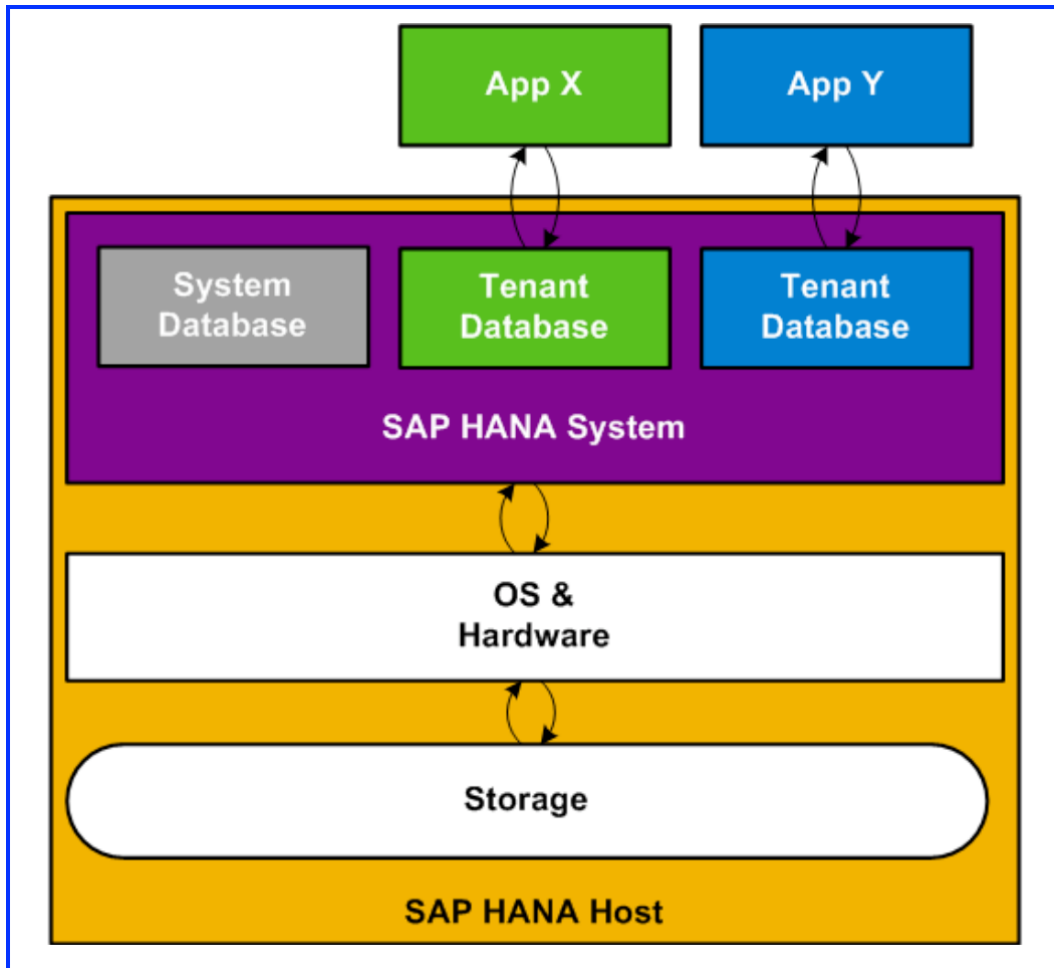 App X
App Y
System
Database
Tenant
Database
Tenant
Database
SAP HANA System
OS &
Hardware
Storage
SAP HANA Host